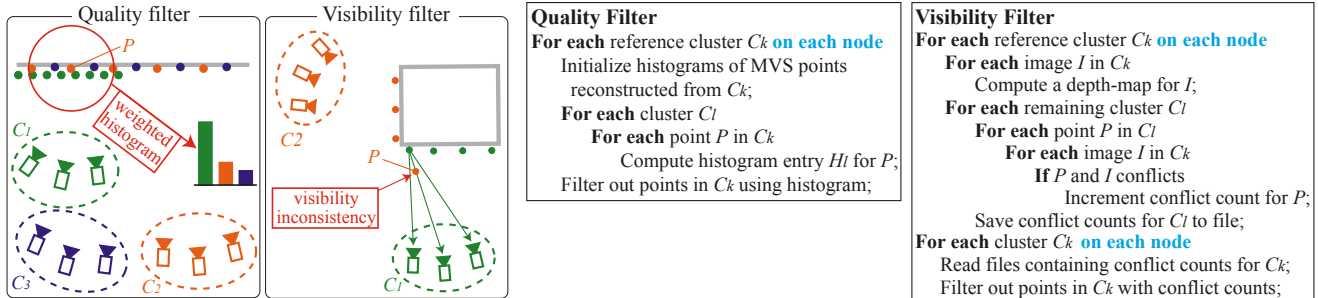 Quality filter
P
weighted
histogram
C1
C3
C2
Visibility filter
C2
P
visibility
inconsistency
C1
Quality Filter
For each reference cluster Ck on each node
Initialize histograms of MVS points
reconstructed from Ck;
For each cluster Cl
For each point P in Ck
Compute histogram entry Hl for P;
Filter out points in Ck using histogram;
Visibility Filter
For each reference cluster Ck on each node
For each image I in Ck
Compute a depth-map for I;
For each remaining cluster Cl
For each point P in Cl
For each image I in Ck
If P and I conflicts
Increment conflict count for P;
Save conflict counts for Cl to file;
For each cluster Ck on each node
Read files containing conflict counts for Ck;
Filter out points in Ck with conflict counts;